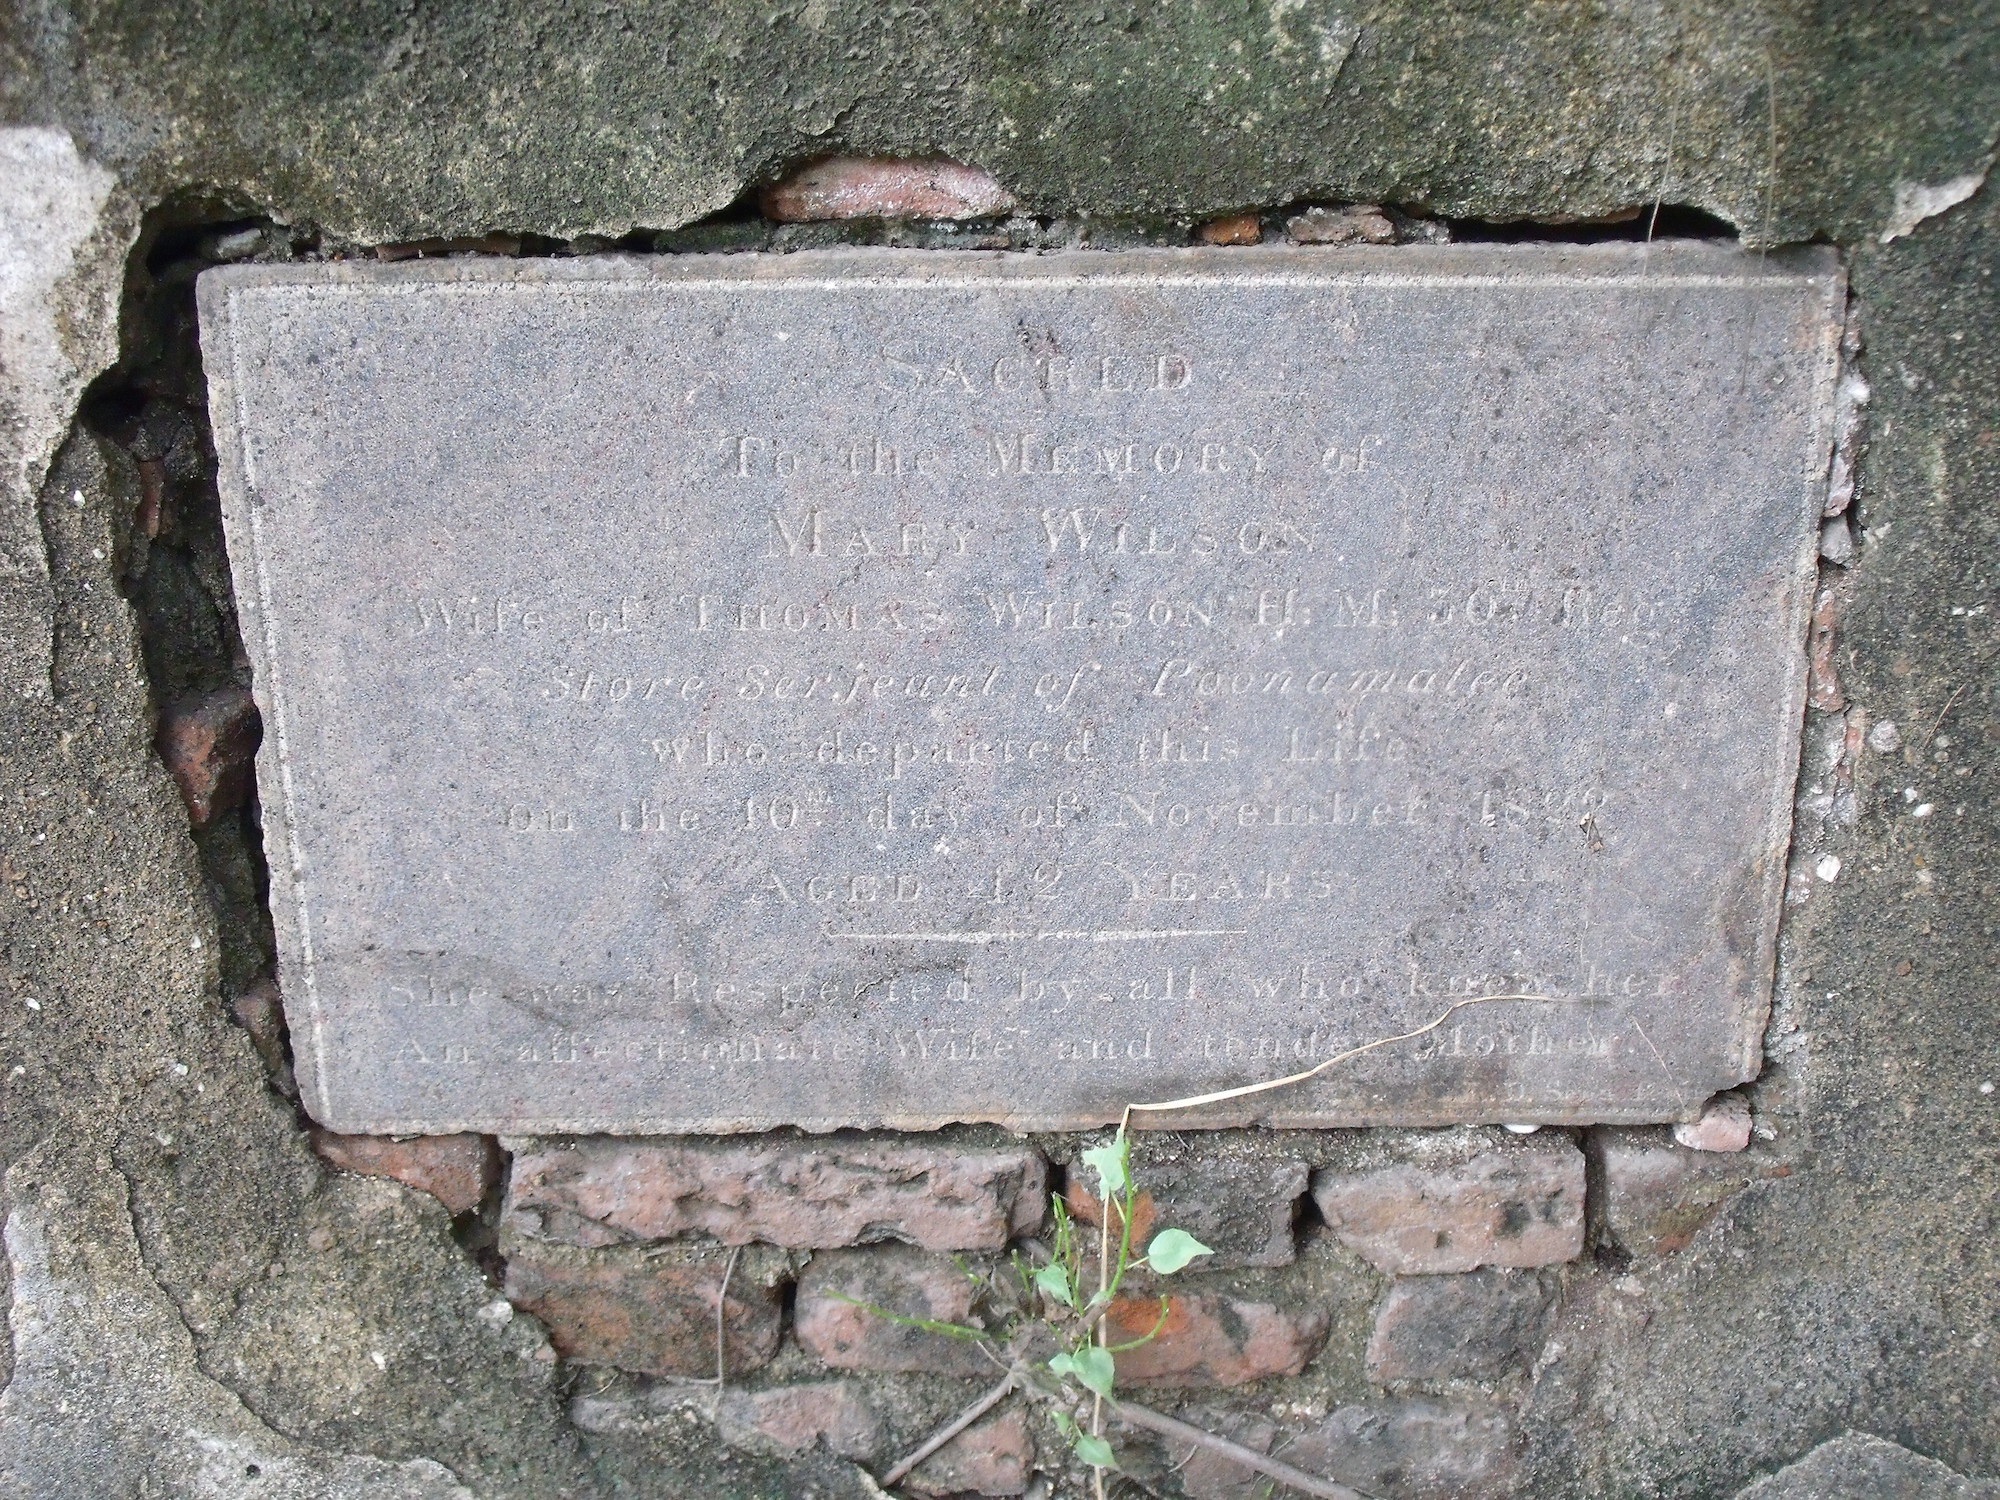 SACRED
To the MEMORY of
MARY WILSON
Wife of THOMAS WILSON H: M: 30th Reg
Store Serjeant of Poonamalee
who departed this Life
On the 10th day of November
AGED 42 YEARS
She was Respected by all who knew her
An affectionate Wife and tender Mother.